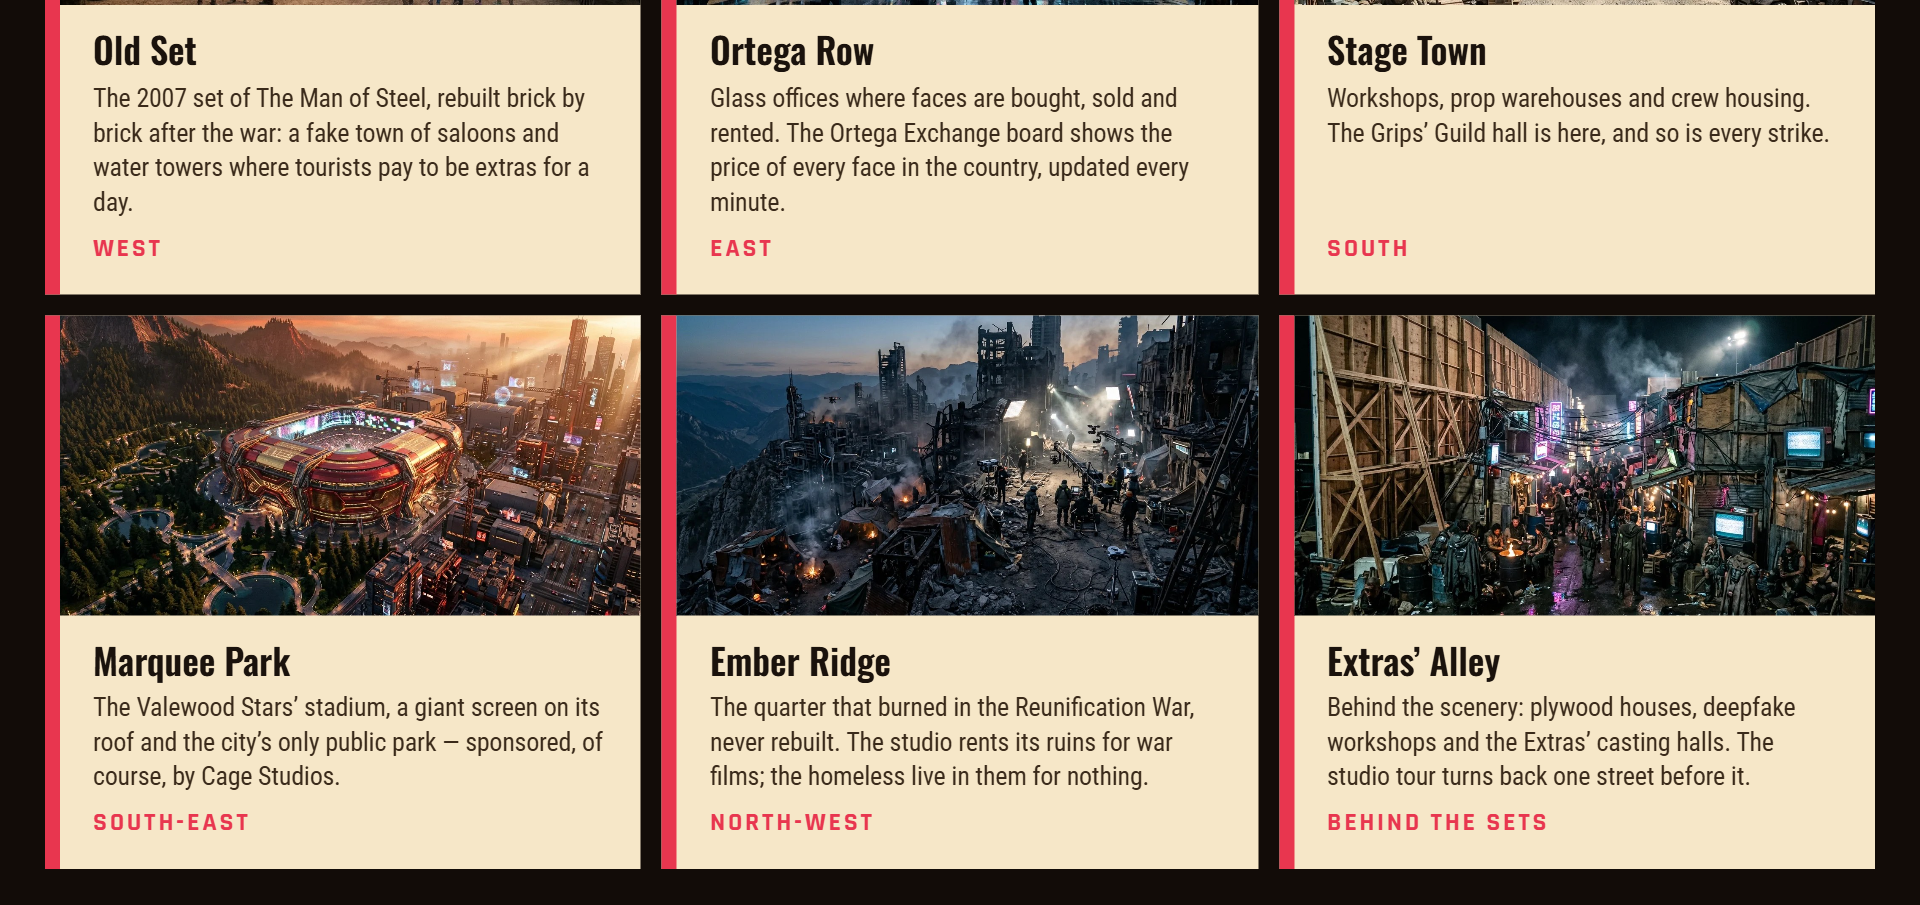 Old Set
The 2007 set of The Man of Steel, rebuilt brick by
brick after the war: a fake town of saloons and
water towers where tourists pay to be extras for a
day.
WEST
Ortega Row
Glass offices where faces are bought, sold and
rented. The Ortega Exchange board shows the
price of every face in the country, updated every
minute.
EAST
Stage Town
Workshops, prop warehouses and crew housing.
The Grips’ Guild hall is here, and so is every strike.
SOUTH
Marquee Park
The Valewood Stars’ stadium, a giant screen on its
roof and the city’s only public park — sponsored, of
course, by Cage Studios.
SOUTH-EAST
Ember Ridge
The quarter that burned in the Reunification War,
never rebuilt. The studio rents its ruins for war
films; the homeless live in them for nothing.
NORTH-WEST
Extras’ Alley
Behind the scenery: plywood houses, deepfake
workshops and the Extras’ casting halls. The
studio tour turns back one street before it.
BEHIND THE SETS